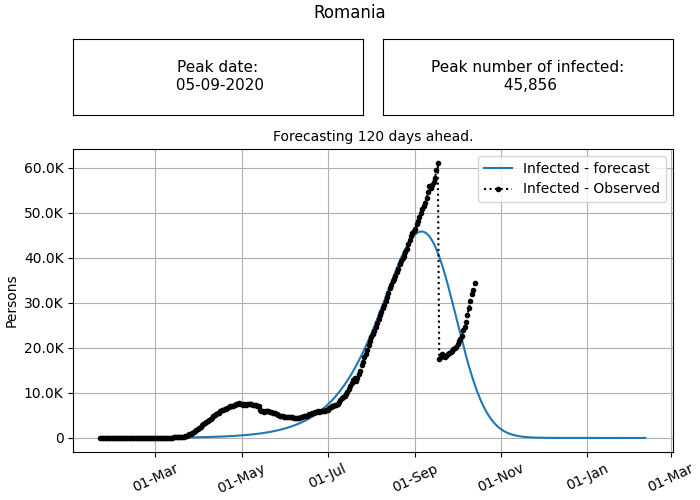 Romania
Peak date:
05-09-2020
Peak number of infected:
45,856
Forecasting 120 days ahead.
Infected - forecast
Infected - Observed
60.0K
50.0K
40.0K
30.0K
20.0K
10.0K
0
Persons
01-Mar
01-May
01-Jul
01-Sep
01-Nov
01-Jan
01-Mar